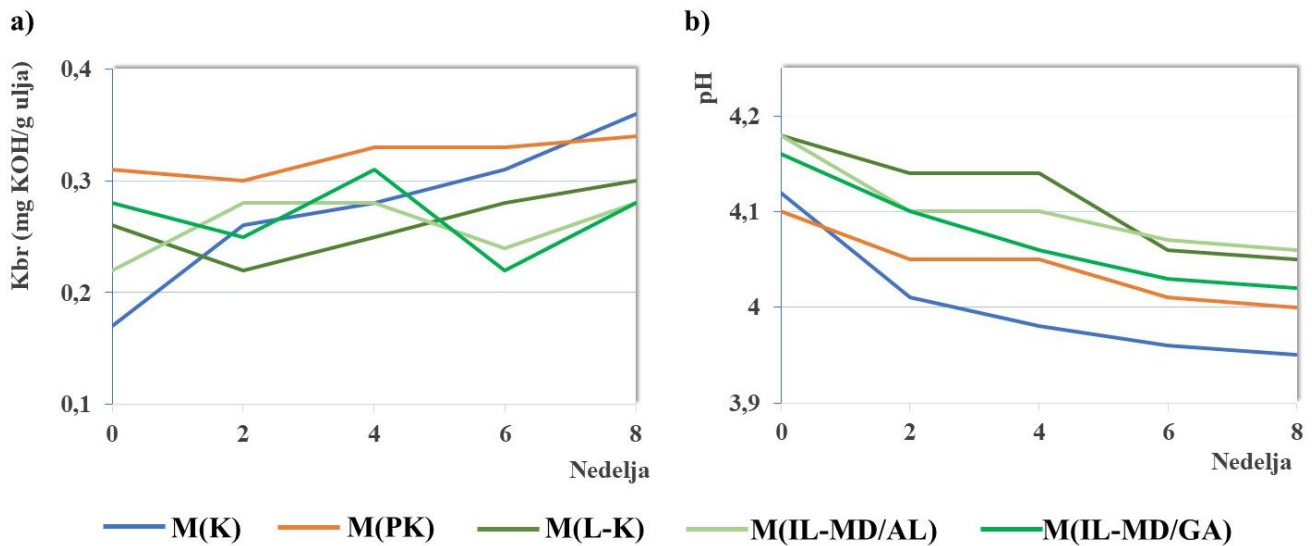 a)
Kbr (mg KOH/g ulja)
0,4
0,3
0,2
0,1
0 2 4 6 8
Nedelja
b)
pH
4,2
4,1
4
3,9
0 2 4 6 8
Nedelja
M(K) M(PK) M(L-K) M(IL-MD/AL) M(IL-MD/GA)